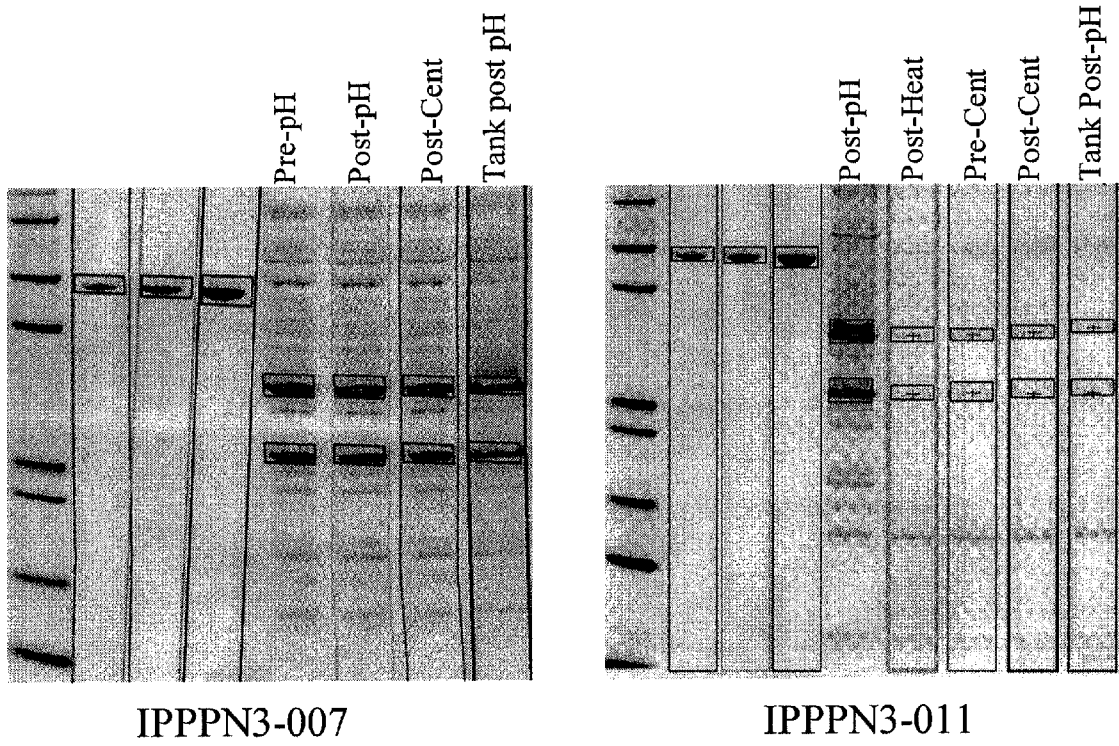 Pre-pH
Post-pH
Post-Cent
Tank post pH
Post-pH
Post-Heat
Pre-Cent
Post-Cent
Tank Post-pH
IPPPN3-007
IPPPN3-011